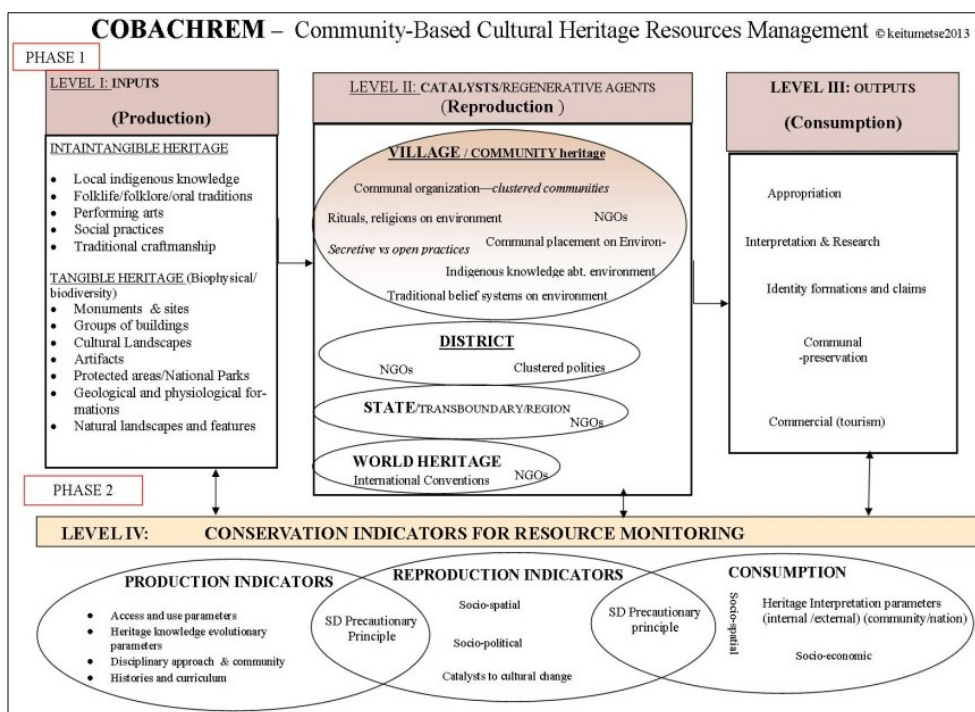 COBACHREM – Community-Based Cultural Heritage Resources Management © keitumetse2013
PHASE 1
LEVEL I: INPUTS
(Production)
INTAINTANGIBLE HERITAGE
• Local indigenous knowledge
• Folklife/folklore/oral traditions
• Performing arts
• Social practices
• Traditional craftmanship
TANGIBLE HERITAGE (Biophysical/
biodiversity)
• Monuments & sites
• Groups of buildings
• Cultural Landscapes
• Artifacts
• Protected areas/National Parks
• Geological and physiological for-
mations
• Natural landscapes and features
LEVEL II: CATALYSTS/REGENERATIVE AGENTS
(Reproduction )
VILLAGE / COMMUNITY heritage
Communal organization—clustered communities
Rituals, religions on environment
NGOs
Secretive vs open practices
Communal placement on Environ-
Indigenous knowledge abt. environment
Traditional belief systems on environment
DISTRICT
NGOs
Clustered polities
STATE/TRANSBOUNDARY/REGION
NGOs
WORLD HERITAGE
International Conventions
NGOs
LEVEL III: OUTPUTS
(Consumption)
Appropriation
Interpretation & Research
Identity formations and claims
Communal
-preservation
Commercial (tourism)
PHASE 2
LEVEL IV: CONSERVATION INDICATORS FOR RESOURCE MONITORING
PRODUCTION INDICATORS
• Access and use parameters
• Heritage knowledge evolutionary
parameters
• Disciplinary approach & community
• Histories and curriculum
SD Precautionary
Principle
REPRODUCTION INDICATORS
Socio-spatial
Socio-political
Catalysts to cultural change
SD Precautionary
principle
CONSUMPTION
Socio-spatial
Heritage Interpretation parameters
(internal /external) (community/nation)
Socio-economic